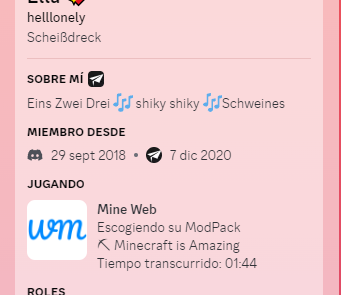 Ella
helllonely
Scheißdreck
SOBRE MÍ
Eins Zwei Drei 🎶 shiky shiky 🎶Schweines
MIEMBRO DESDE
29 sept 2018 • 7 dic 2020
JUGANDO
wm
Mine Web
Escogiendo su ModPack
⛏ Minecraft is Amazing
Tiempo transcurrido: 01:44
ROLES